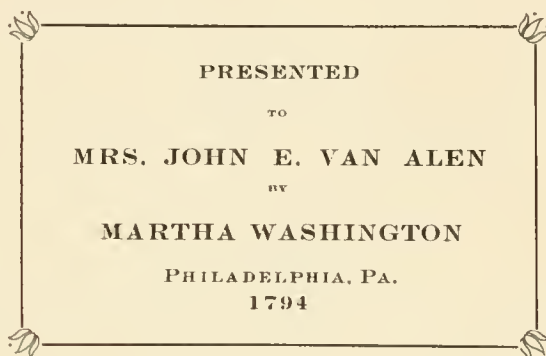 PRESENTED
TO
MRS. JOHN E. VAN ALEN
BY
MARTHA WASHINGTON
PHILADELPHIA, PA.
1794